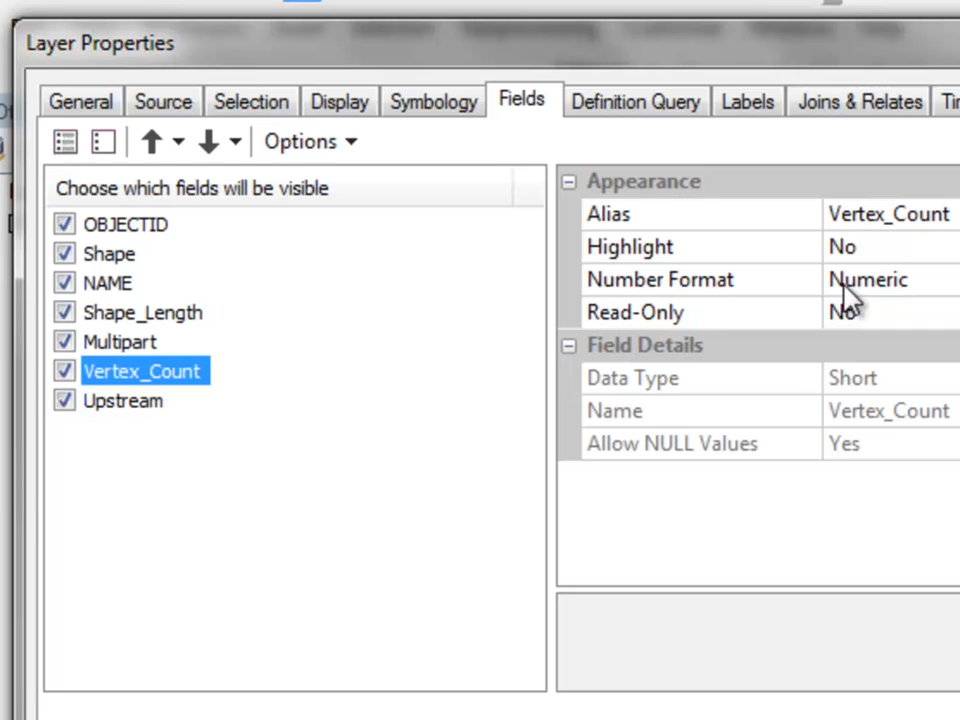 Layer Properties
General Source Selection Display Symbology Fields Definition Query Labels Joins & Relates
Options
Choose which fields will be visible
OBJECTID
Shape
NAME
Shape_Length
Multipart
Vertex_Count
Upstream
Appearance
Alias Vertex_Count
Highlight No
Number Format Numeric
Read-Only No
Field Details
Data Type Short
Name Vertex_Count
Allow NULL Values Yes